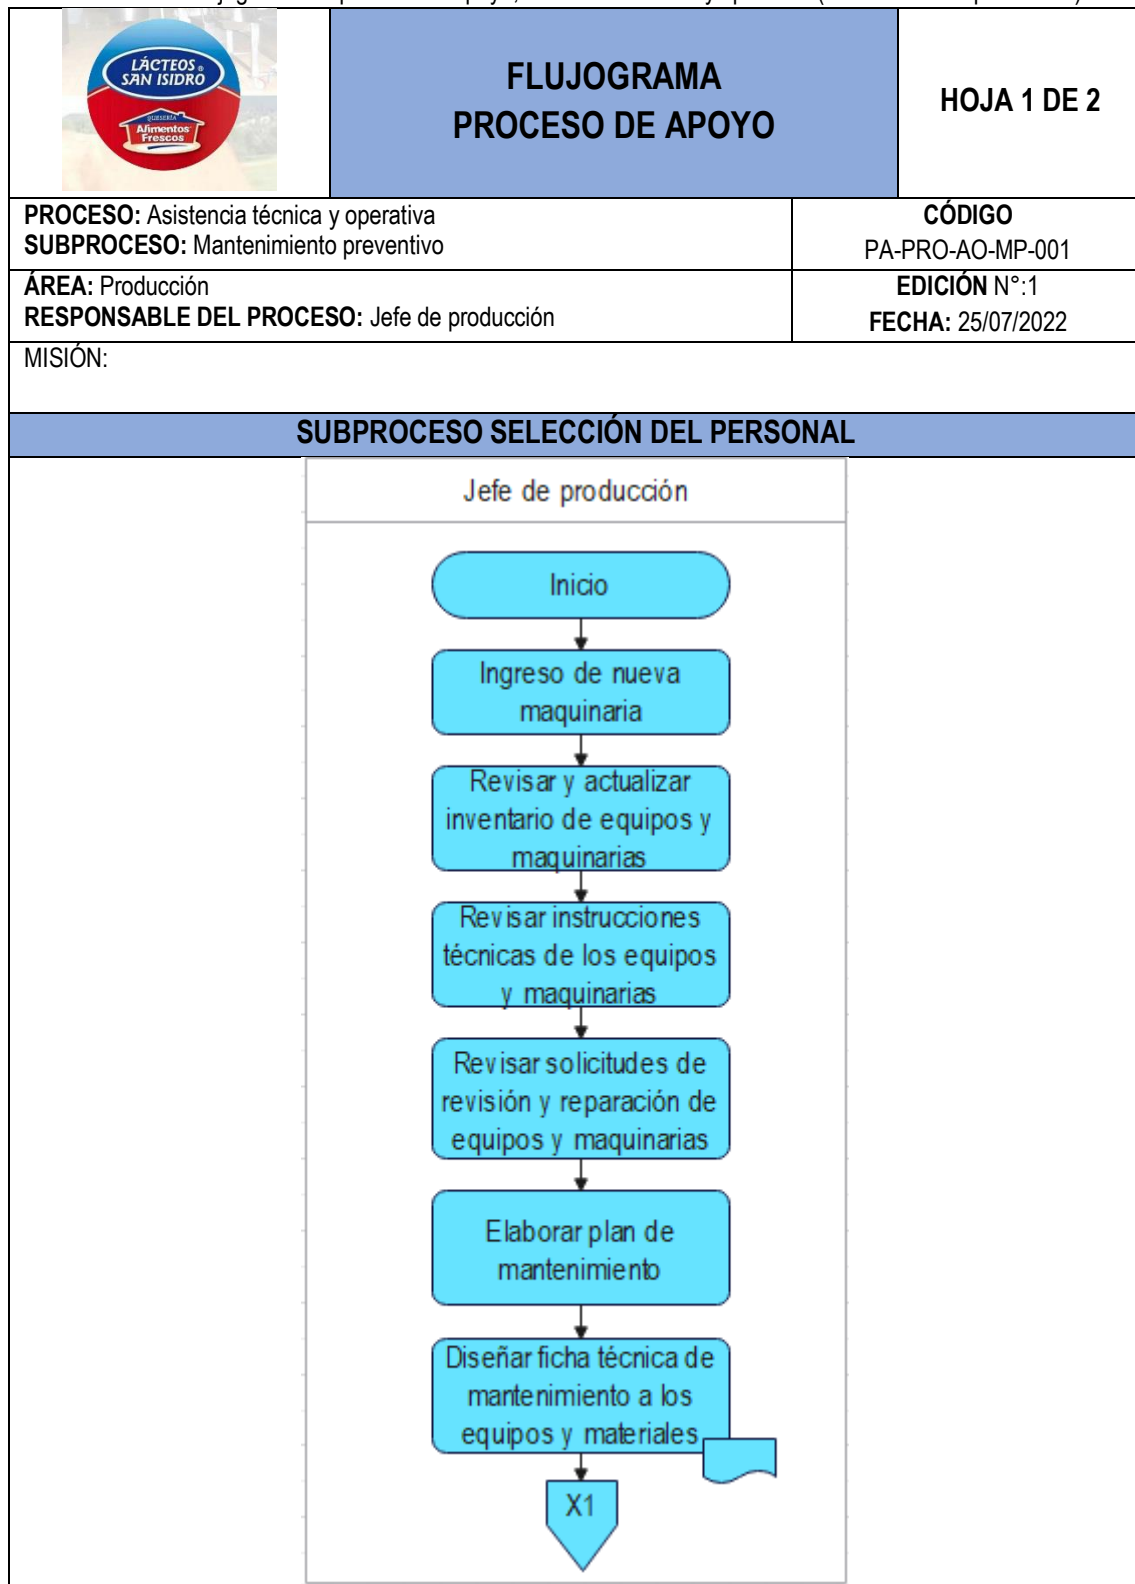 LÁCTEOS ®
SAN ISIDRO
QUESERÍA
Alimentos
Frescos
FLUJOGRAMA
PROCESO DE APOYO
HOJA 1 DE 2
PROCESO: Asistencia técnica y operativa
SUBPROCESO: Mantenimiento preventivo
CÓDIGO
PA-PRO-AO-MP-001
ÁREA: Producción
RESPONSABLE DEL PROCESO: Jefe de producción
EDICIÓN N°:1
FECHA: 25/07/2022
MISIÓN:
SUBPROCESO SELECCIÓN DEL PERSONAL
Jefe de producción
Inicio
Ingreso de nueva
maquinaria
Revisar y actualizar
inventario de equipos y
maquinarias
Revisar instrucciones
técnicas de los equipos
y maquinarias
Revisar solicitudes de
revisión y reparación de
equipos y maquinarias
Elaborar plan de
mantenimiento
Diseñar ficha técnica de
mantenimiento a los
equipos y materiales
X1